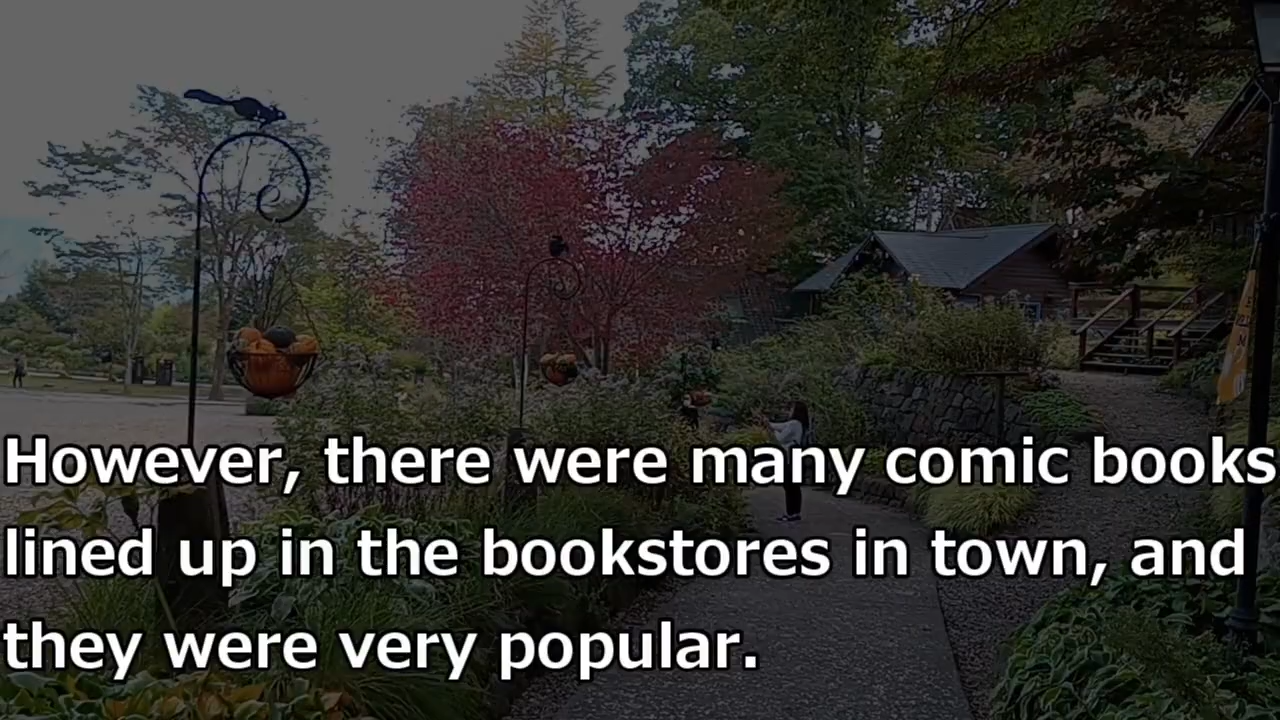 However, there were many comic books
lined up in the bookstores in town, and
they were very popular.